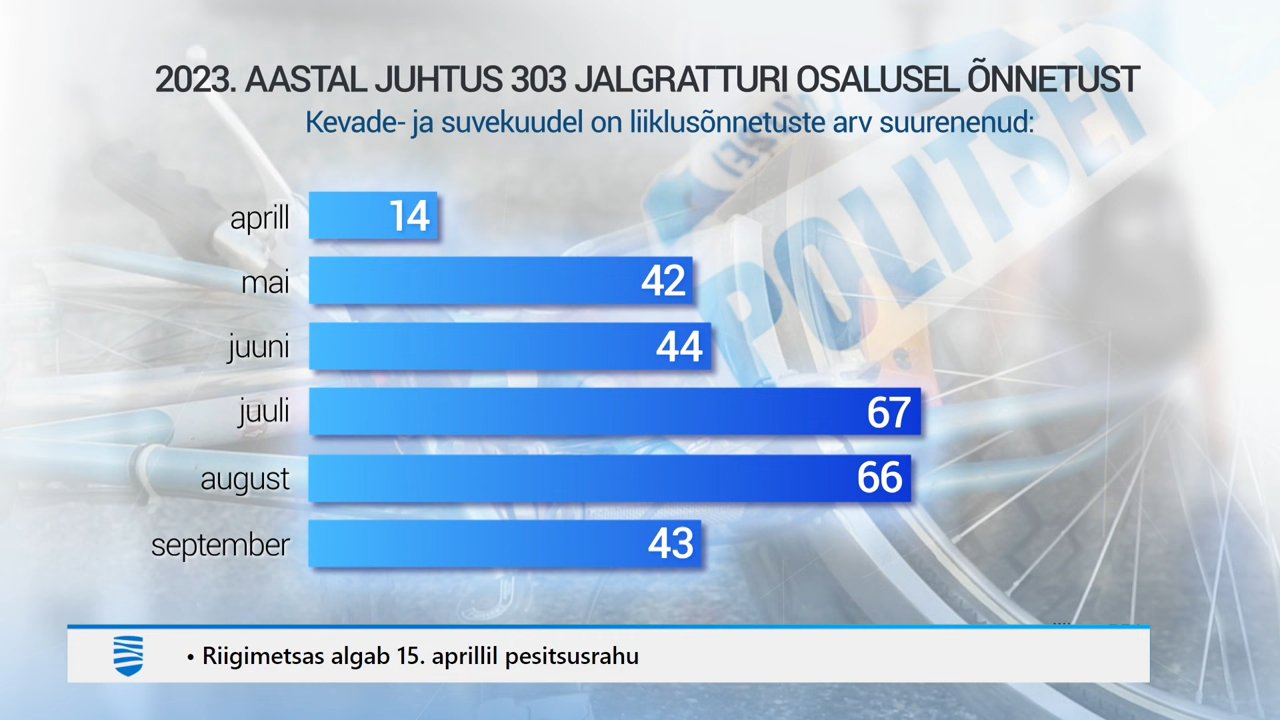 2023. AASTAL JUHTUS 303 JALGRATTURI OSALUSEL ÕNNETUST
Kevade- ja suvekuudel on liiklusõnnetuste arv suurenenud:
POLITSEI
aprill 14
mai 42
juuni 44
juuli 67
august 66
september 43
• Riigimetsas algab 15. aprillil pesitsusrahu